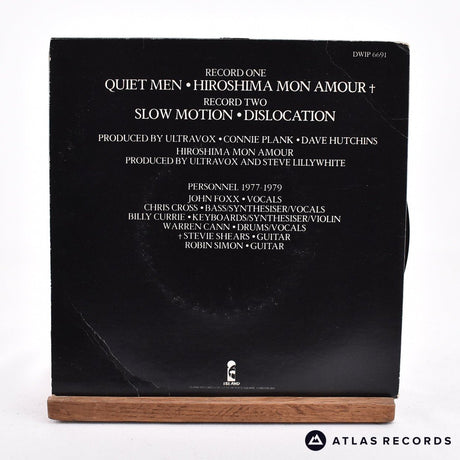 DWIP 6691
RECORD ONE
QUIET MEN • HIROSHIMA MON AMOUR †
RECORD TWO
SLOW MOTION • DISLOCATION
PRODUCED BY ULTRAVOX • CONNIE PLANK • DAVE HUTCHINS
HIROSHIMA MON AMOUR
PRODUCED BY ULTRAVOX AND STEVE LILLYWHITE
PERSONNEL 1977-1979
JOHN FOXX • VOCALS
CHRIS CROSS • BASS/SYNTHESISER/VOCALS
BILLY CURRIE • KEYBOARDS/SYNTHESISER/VIOLIN
WARREN CANN • DRUMS/VOCALS
† STEVIE SHEARS • GUITAR
ROBIN SIMON • GUITAR
ISLAND
ATLAS RECORDS